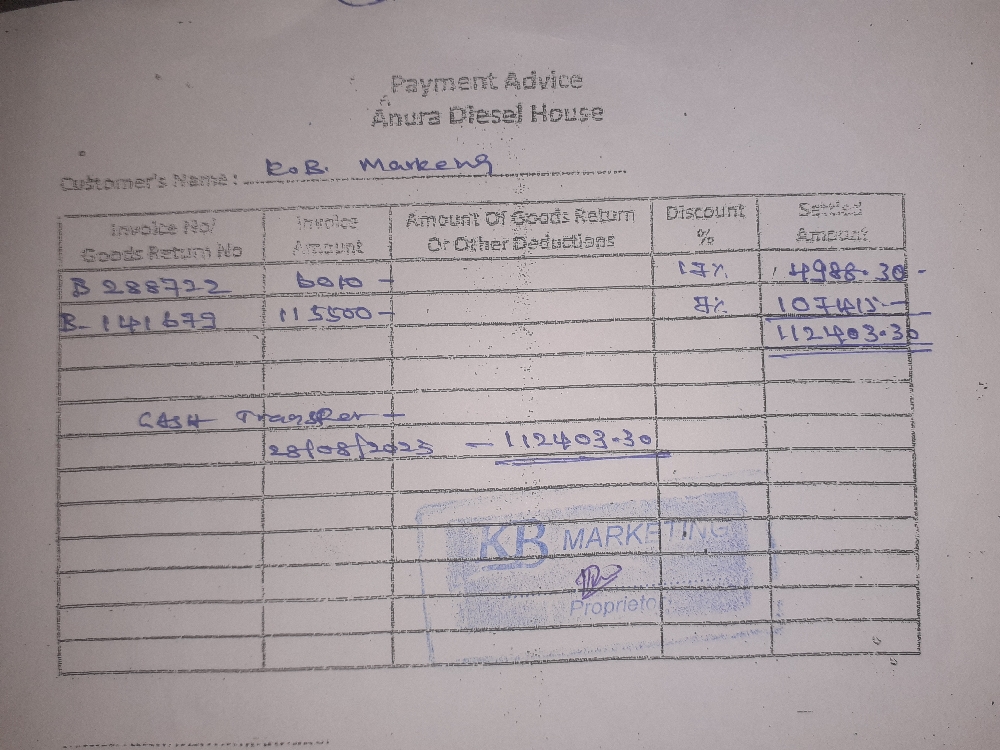 Payment Advice
Anura Diesel House
Customer's Name: K.B. Markeng
Invoice No/ Goods Return No Invoice Amount Amount Of Goods Return Or Other Deductions Discount % Settled Amount
B 288722 6010 - 17% 4988.30 -
B- 141679 115500 - 7% 107415 -
112403.30
CASH Transfer -
28/08/2023 - 112403.30
KB MARKETING
Proprietor